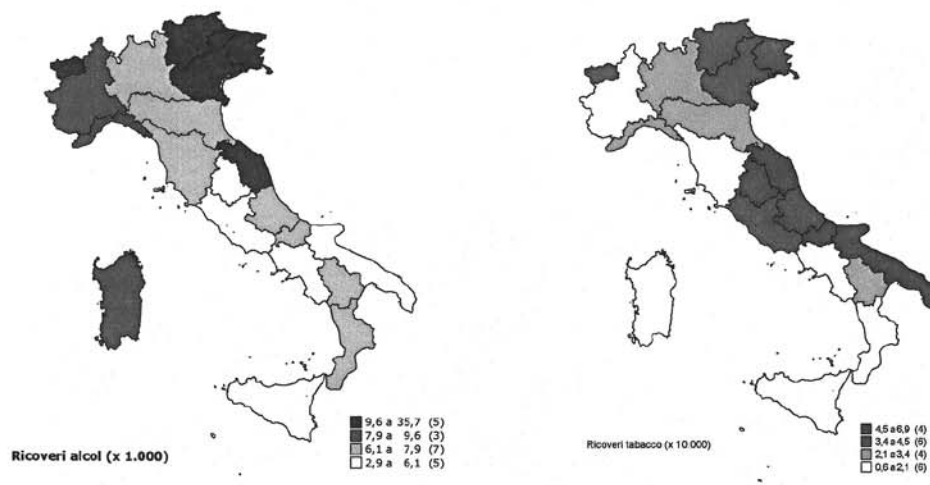 9,6 a 35,7 (5)
7,9 a 9,6 (3)
6,1 a 7,9 (7)
2,9 a 6,1 (5)
Ricoveri alcol (x 1.000)
4,5 a 6,9 (4)
3,4 a 4,5 (6)
2,1 a 3,4 (4)
0,6 a 2,1 (6)
Ricoveri tabacco (x 10.000)